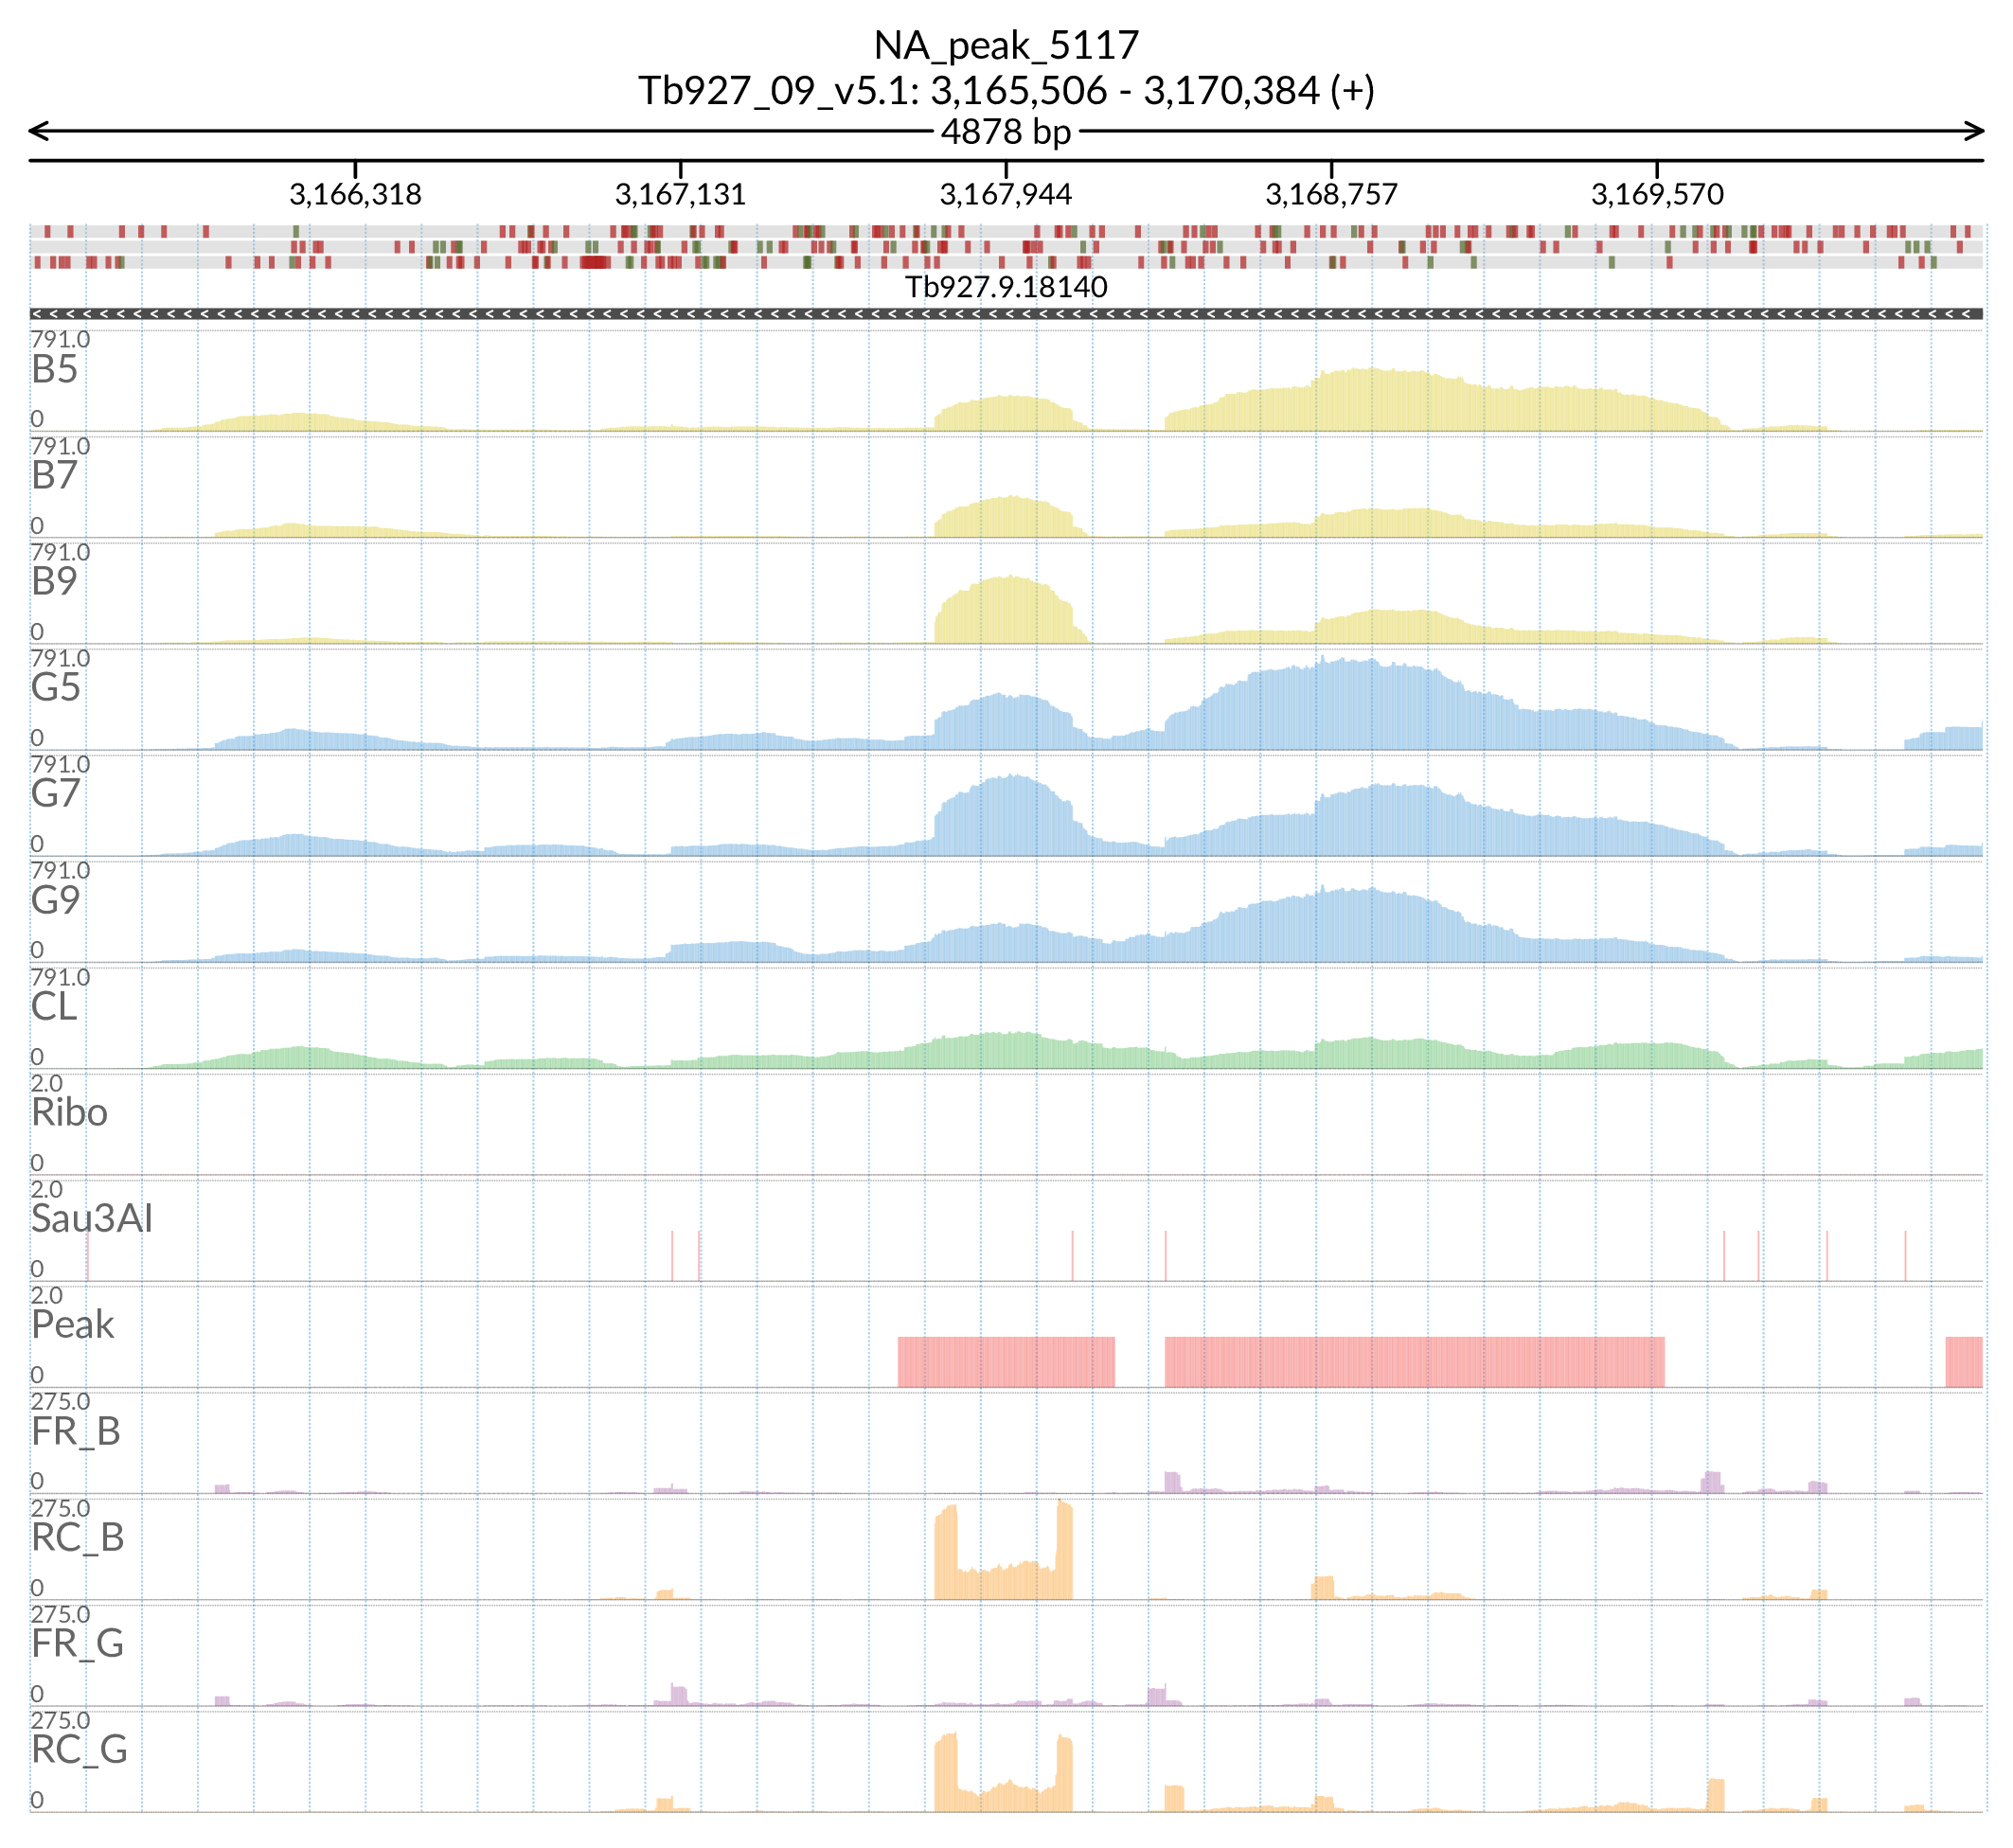 NA_peak_5117
Tb927_09_v5.1: 3,165,506 - 3,170,384 (+)
4878 bp
3,166,318 3,167,131 3,167,944 3,168,757 3,169,570
Tb927.9.18140
791.0
B5
0
791.0
B7
0
791.0
B9
0
791.0
G5
0
791.0
G7
0
791.0
G9
0
791.0
CL
0
2.0
Ribo
0
2.0
Sau3AI
0
2.0
Peak
0
275.0
FR_B
0
275.0
RC_B
0
275.0
FR_G
0
275.0
RC_G
0